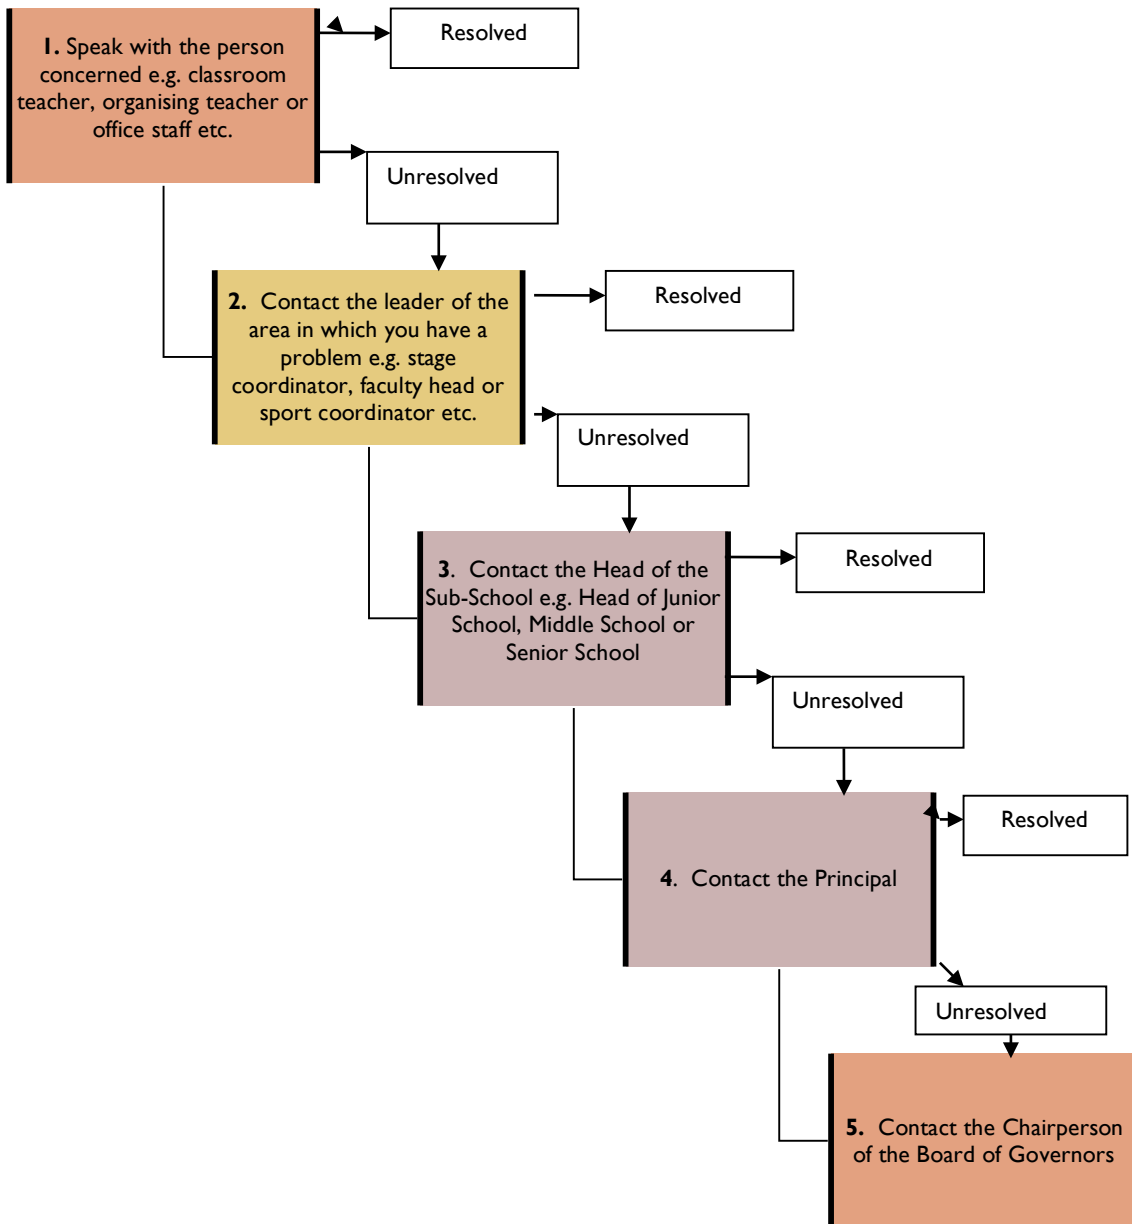 Resolved
1. Speak with the person
concerned e.g. classroom
teacher, organising teacher or
office staff etc.
Unresolved
2. Contact the leader of the
area in which you have a
problem e.g. stage
coordinator, faculty head or
sport coordinator etc.
Resolved
Unresolved
3. Contact the Head of the
Sub-School e.g. Head of Junior
School, Middle School or
Senior School
Resolved
Unresolved
4. Contact the Principal
Resolved
Unresolved
5. Contact the Chairperson
of the Board of Governors